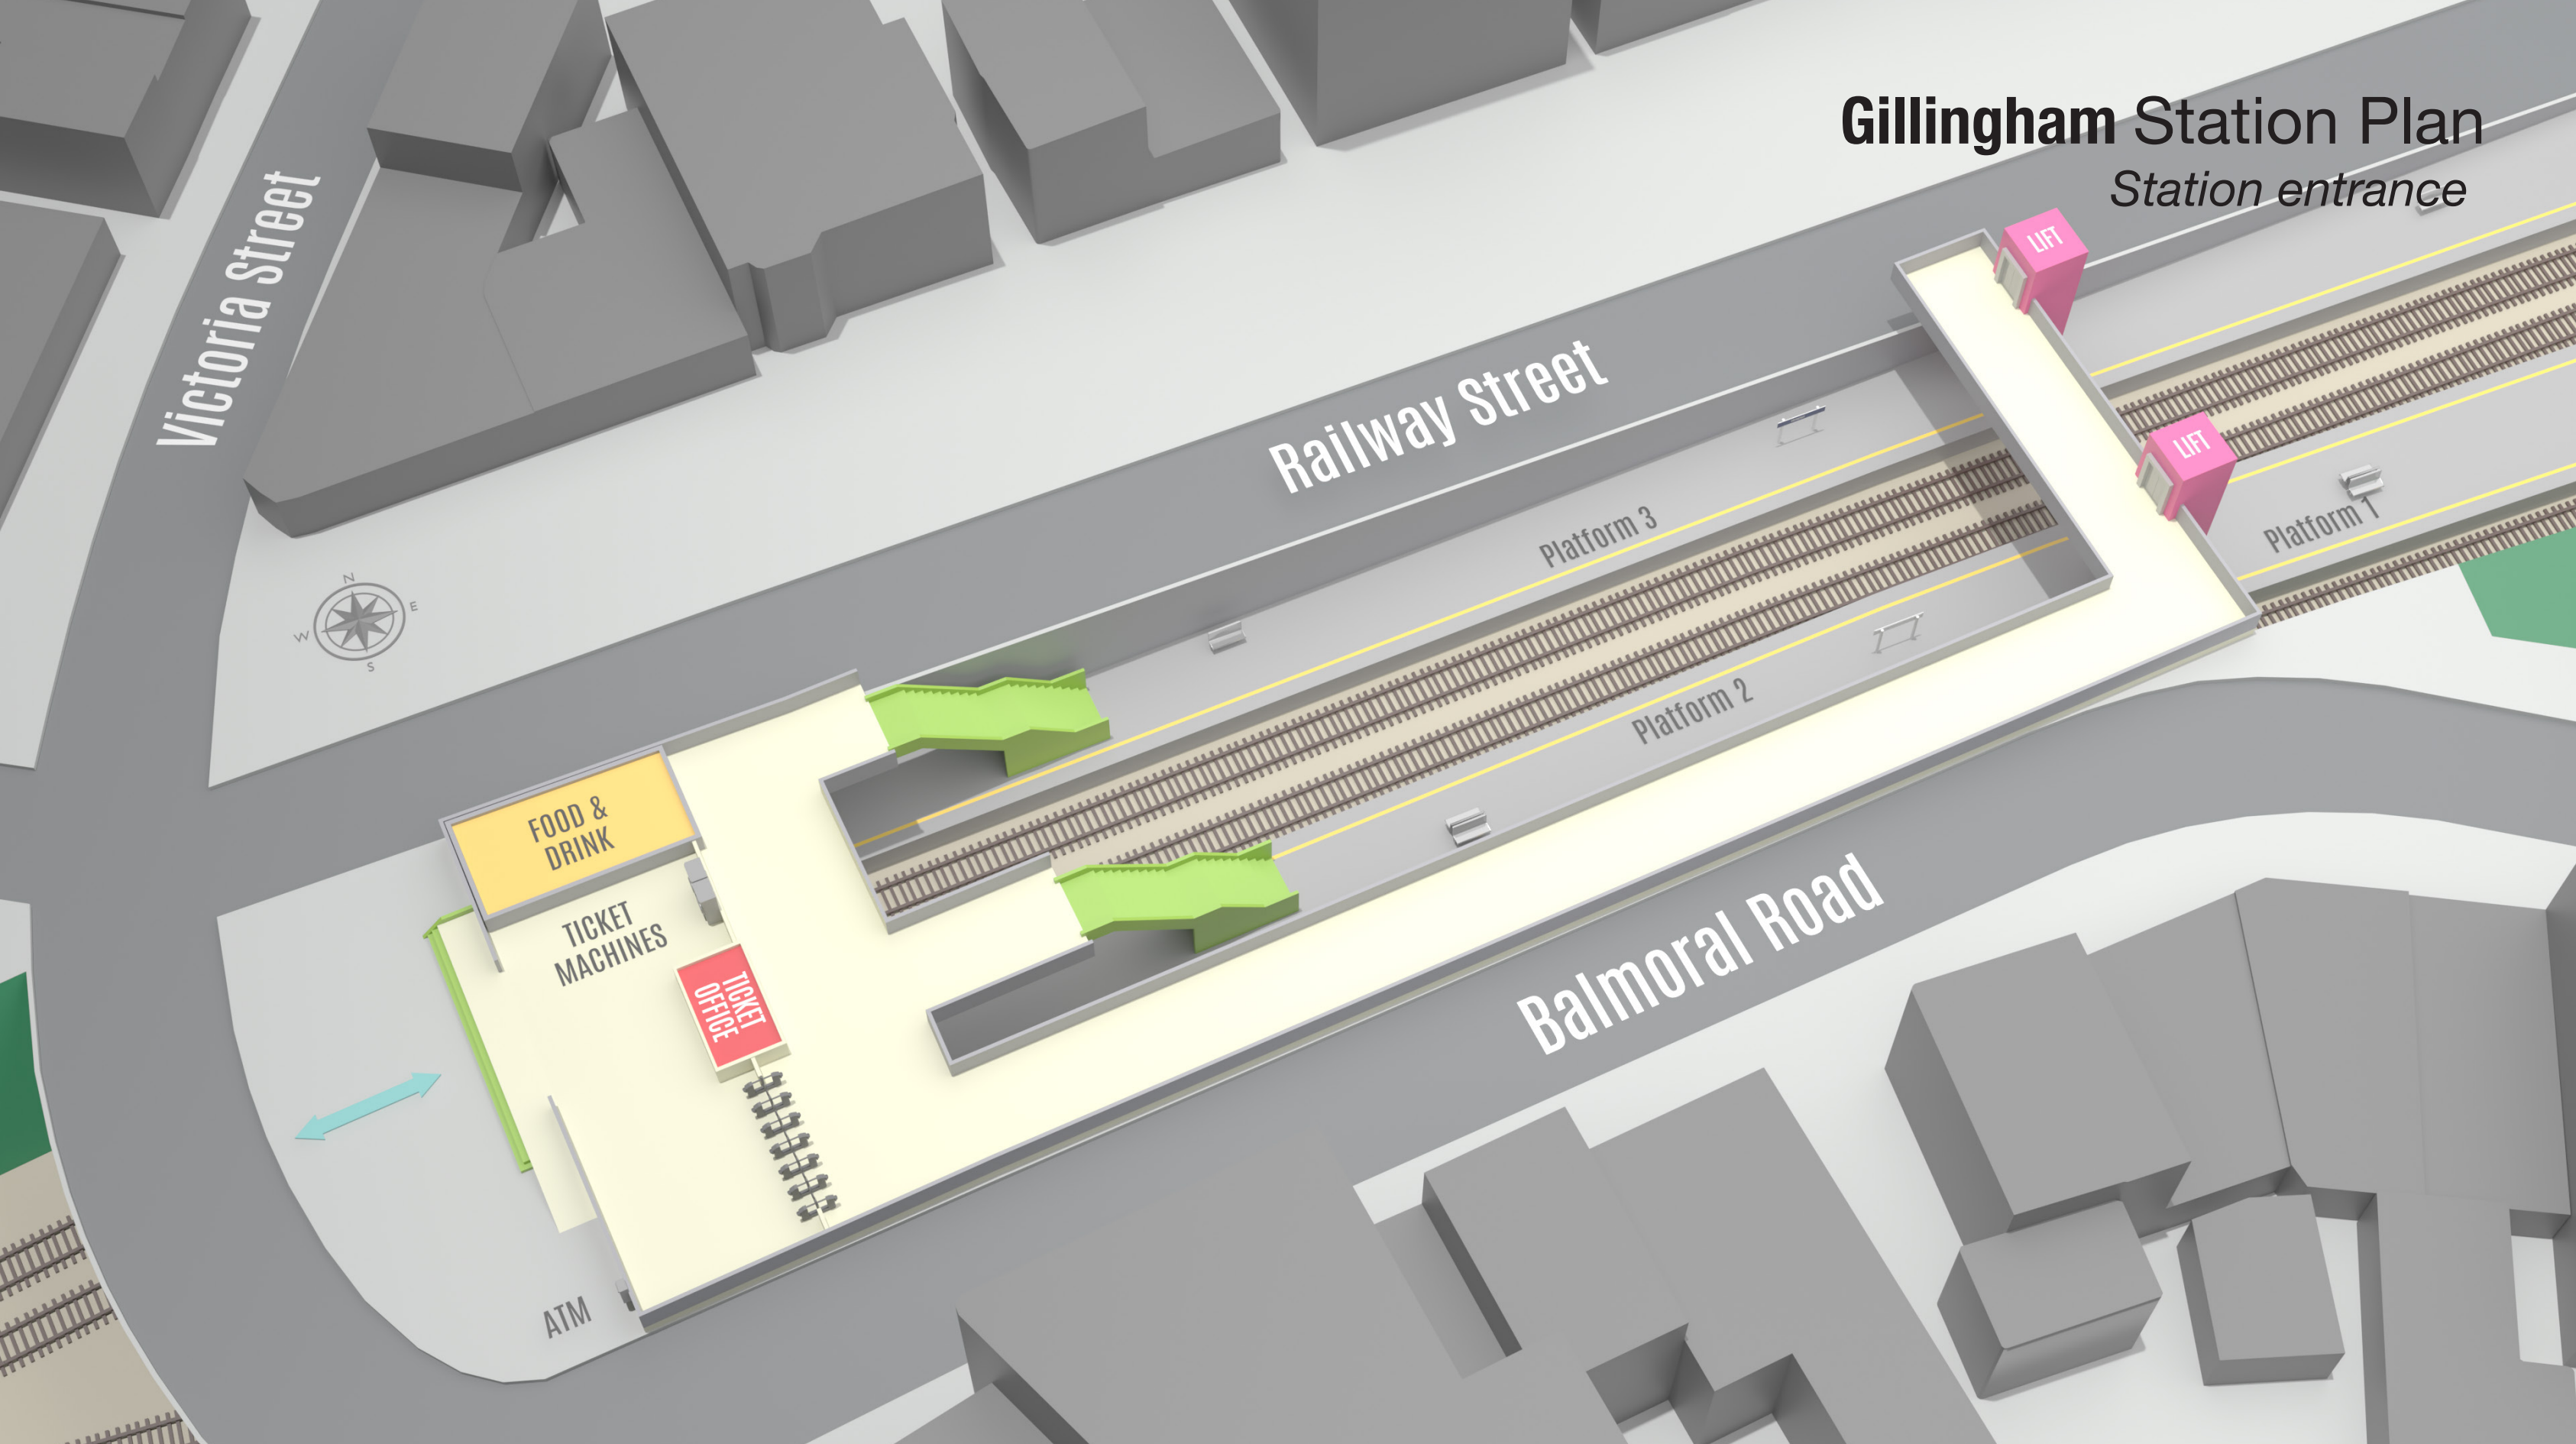 Gillingham Station Plan
Station entrance
Victoria Street
Railway Street
LIFT
LIFT
Platform 3
Platform 1
Platform 2
N
E
W
S
FOOD &
DRINK
TICKET
MACHINES
TICKET
OFFICE
Balmoral Road
ATM